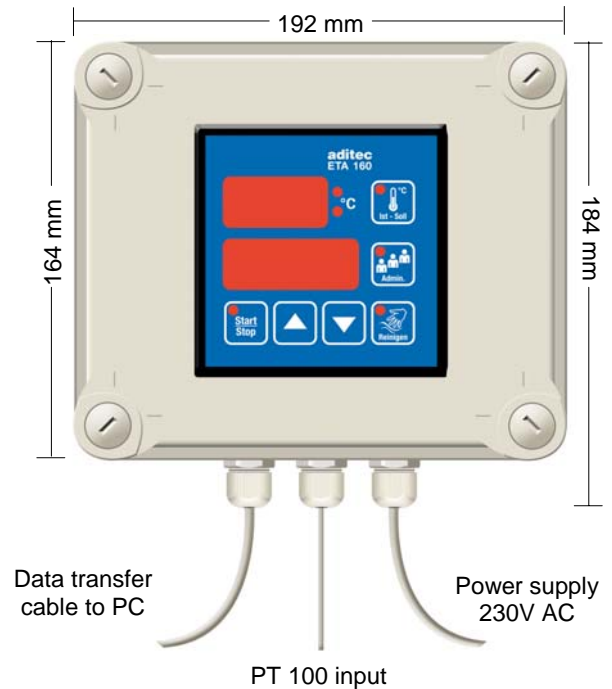 192 mm
164 mm
184 mm
aditec
ETA 160
°C
°C
Ist - Soll
Admin.
Start
Stop
Reinigen
Data transfer
cable to PC
Power supply
230V AC
PT 100 input